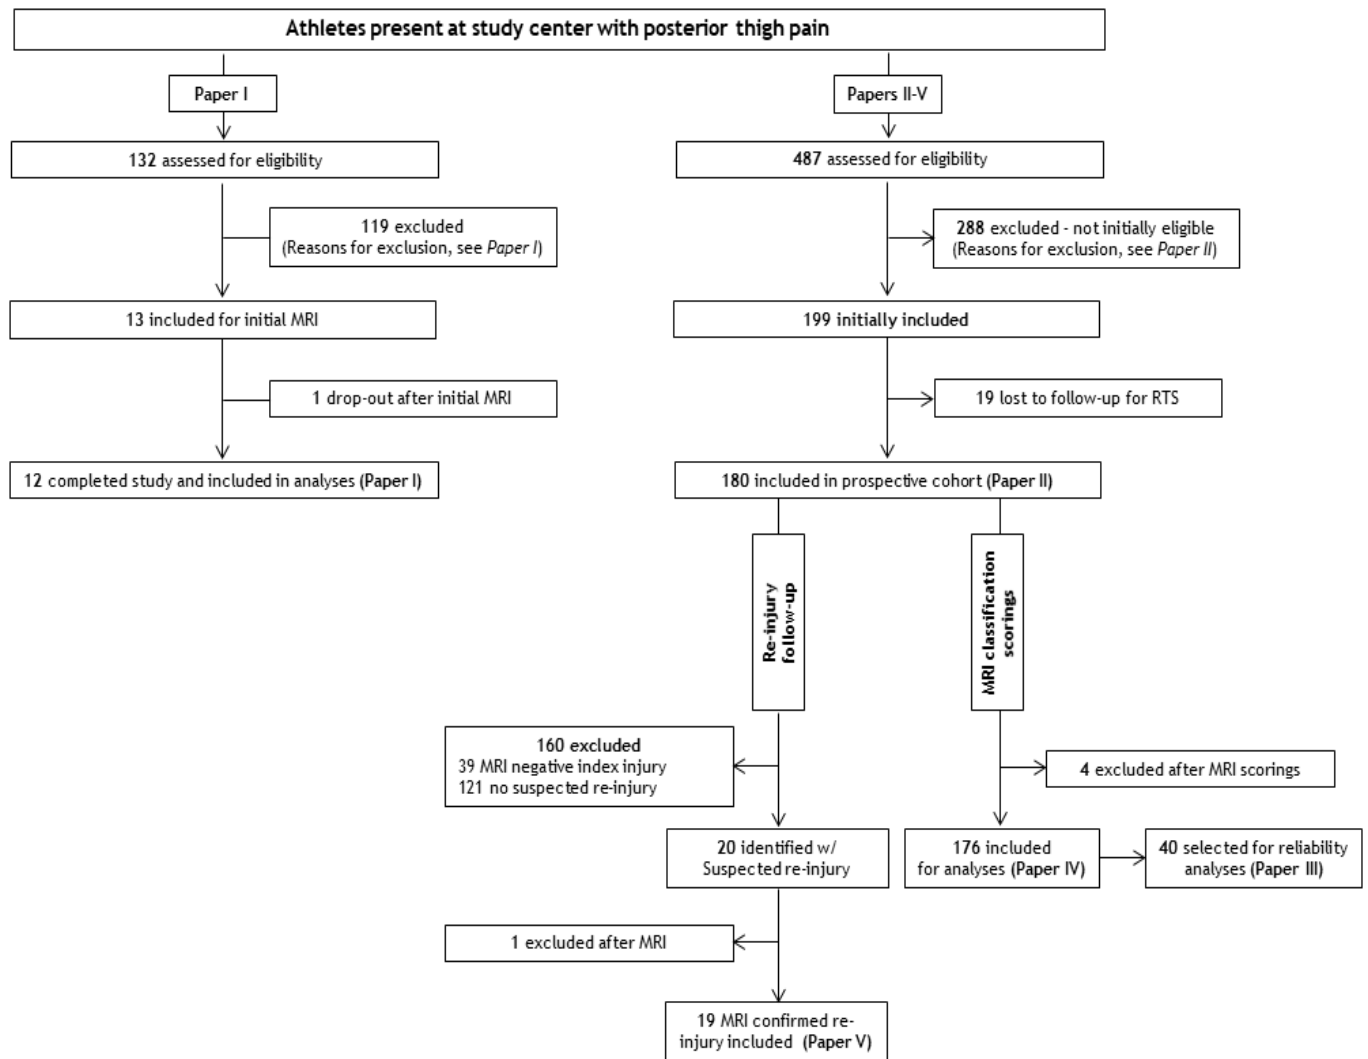 Athletes present at study center with posterior thigh pain
Paper I
Papers II-V
132 assessed for eligibility
487 assessed for eligibility
119 excluded
(Reasons for exclusion, see Paper I)
288 excluded - not initially eligible
(Reasons for exclusion, see Paper II)
13 included for initial MRI
199 initially included
1 drop-out after initial MRI
19 lost to follow-up for RTS
12 completed study and included in analyses (Paper I)
180 included in prospective cohort (Paper II)
Re-injury
follow-up
MRI classification
scorings
160 excluded
39 MRI negative index injury
121 no suspected re-injury
4 excluded after MRI scorings
20 identified w/
Suspected re-injury
176 included
for analyses (Paper IV)
40 selected for reliability
analyses (Paper III)
1 excluded after MRI
19 MRI confirmed re-
injury included (Paper V)